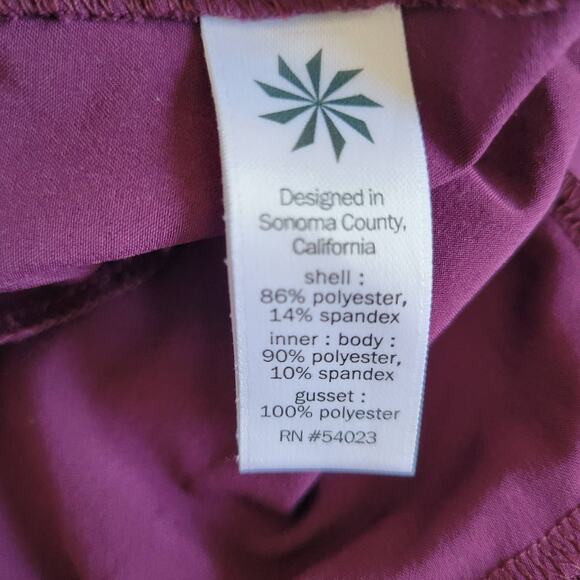 Designed in
Sonoma County,
California
shell :
86% polyester,
14% spandex
inner : body :
90% polyester,
10% spandex
gusset :
100% polyester
RN #54023